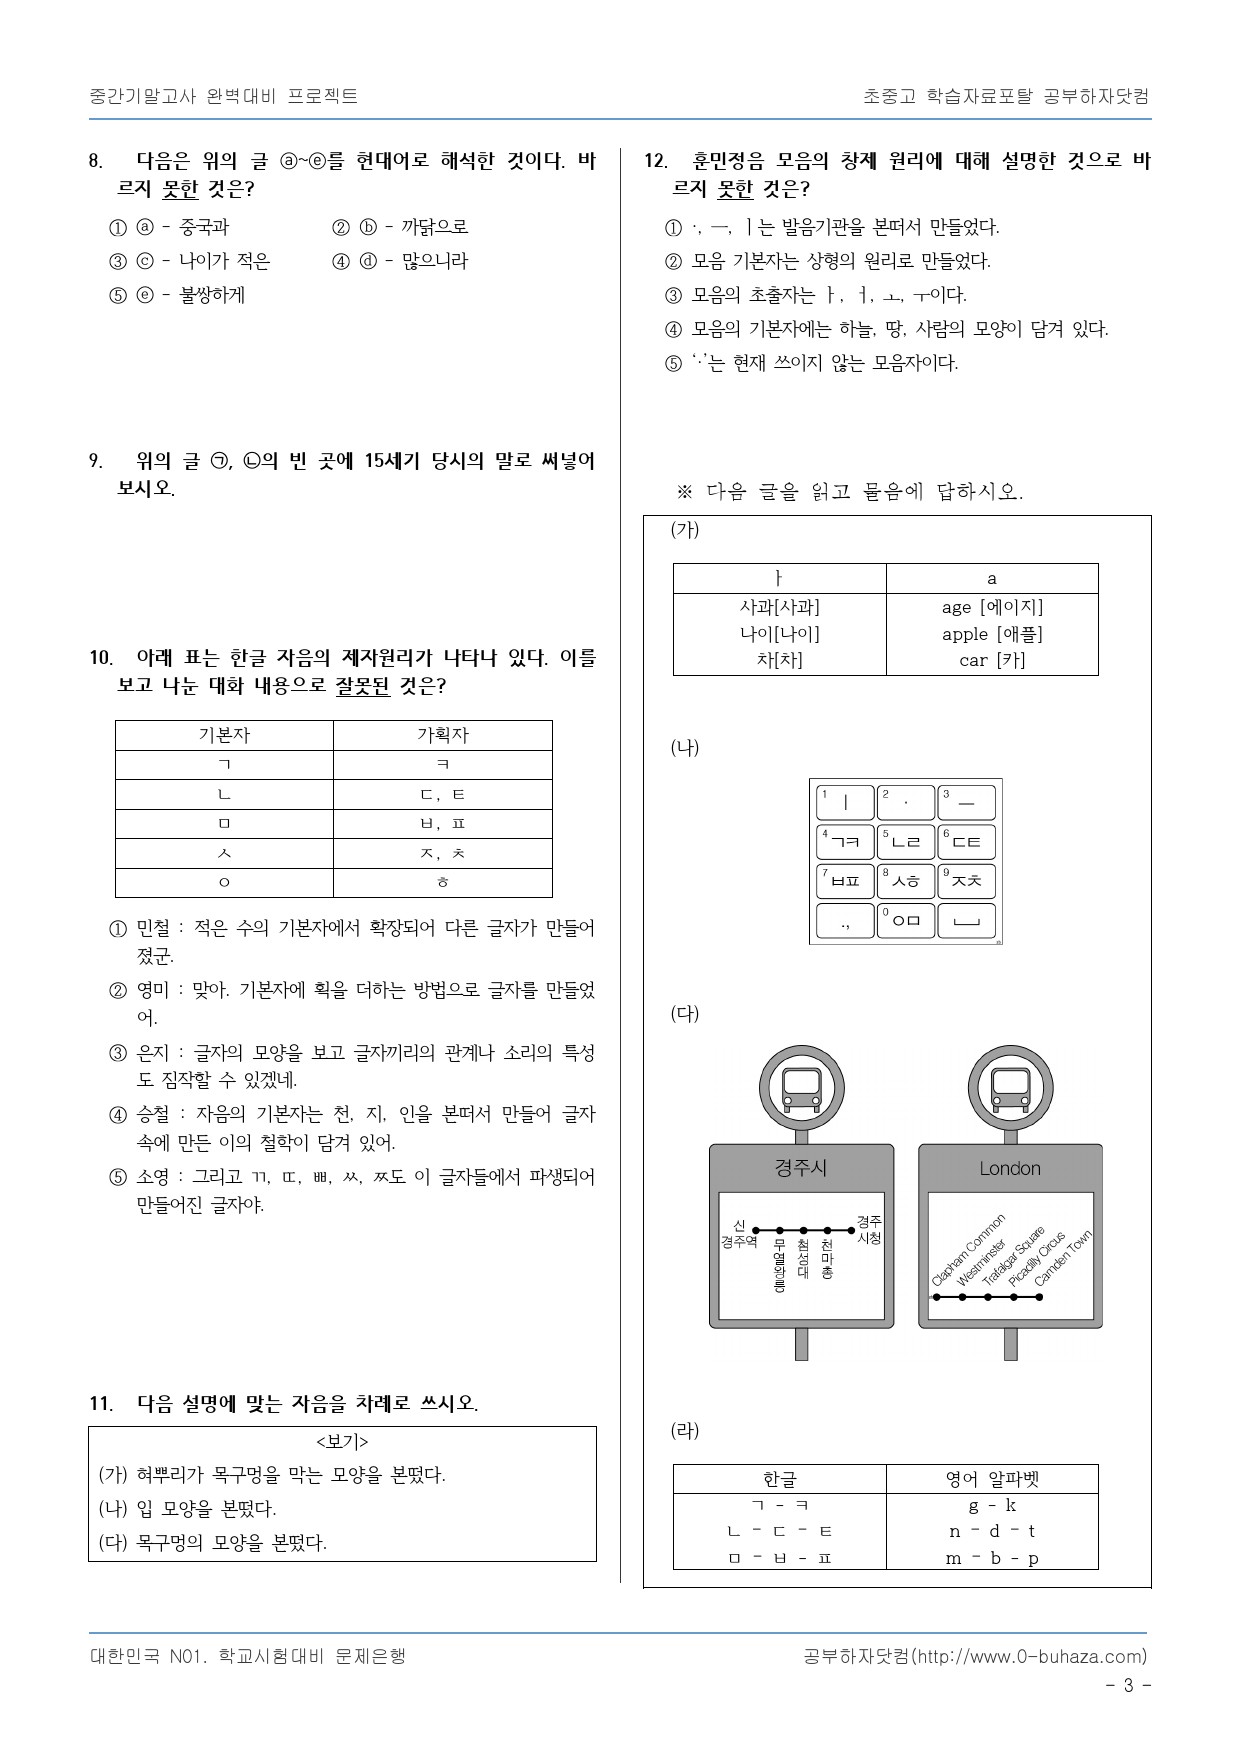 중간기말고사 완벽대비 프로젝트
초중고 학습자료포탈 공부하자닷컴
8. 다음은 위의 글 ⓐ~ⓔ를 현대어로 해석한 것이다. 바
르지 못한 것은?
① ⓐ - 중국과 ② ⓑ - 까닭으로
③ ⓒ - 나이가 적은 ④ ⓓ - 많으니라
⑤ ⓔ - 불쌍하게
9. 위의 글 ㉠, ㉡의 빈 곳에 15세기 당시의 말로 써넣어
보시오.
10. 아래 표는 한글 자음의 제자원리가 나타나 있다. 이를
보고 나눈 대화 내용으로 잘못된 것은?
기본자 가획자
ㄱ ㅋ
ㄴ ㄷ, ㅌ
ㅁ ㅂ, ㅍ
ㅅ ㅈ, ㅊ
ㅇ ㅎ
① 민철 : 적은 수의 기본자에서 확장되어 다른 글자가 만들어
졌군.
② 영미 : 맞아. 기본자에 획을 더하는 방법으로 글자를 만들었
어.
③ 은지 : 글자의 모양을 보고 글자끼리의 관계나 소리의 특성
도 짐작할 수 있겠네.
④ 승철 : 자음의 기본자는 천, 지, 인을 본떠서 만들어 글자
속에 만든 이의 철학이 담겨 있어.
⑤ 소영 : 그리고 ㄲ, ㄸ, ㅃ, ㅆ, ㅉ도 이 글자들에서 파생되어
만들어진 글자야.
11. 다음 설명에 맞는 자음을 차례로 쓰시오.
<보기>
(가) 혀뿌리가 목구멍을 막는 모양을 본떴다.
(나) 입 모양을 본떴다.
(다) 목구멍의 모양을 본떴다.
12. 훈민정음 모음의 창제 원리에 대해 설명한 것으로 바
르지 못한 것은?
① ·, ㅡ, ㅣ는 발음기관을 본떠서 만들었다.
② 모음 기본자는 상형의 원리로 만들었다.
③ 모음의 초출자는 ㅏ, ㅓ, ㅗ, ㅜ이다.
④ 모음의 기본자에는 하늘, 땅, 사람의 모양이 담겨 있다.
⑤ ‘·’는 현재 쓰이지 않는 모음자이다.
※ 다음 글을 읽고 물음에 답하시오.
(가)
ㅏ a
사과[사과] age [에이지]
나이[나이] apple [애플]
차[차] car [카]
(나)
1 ㅣ 2 · 3 ㅡ
4 ㄱㅋ 5 ㄴㄹ 6 ㄷㅌ
7 ㅂㅍ 8 ㅅㅎ 9 ㅈㅊ
., 0 ㅇㅁ
(다)
경주시
신
경주역
무열왕릉
첨성대
천마총
경주
시청
London
Clapham Common
Westminster
Trafalgar Square
Picadilly Circus
Camden Town
(라)
한글 영어 알파벳
ㄱ - ㅋ g - k
ㄴ - ㄷ - ㅌ n - d - t
ㅁ - ㅂ - ㅍ m - b - p
대한민국 N01. 학교시험대비 문제은행
공부하자닷컴(http://www.0-buhaza.com)
- 3 -